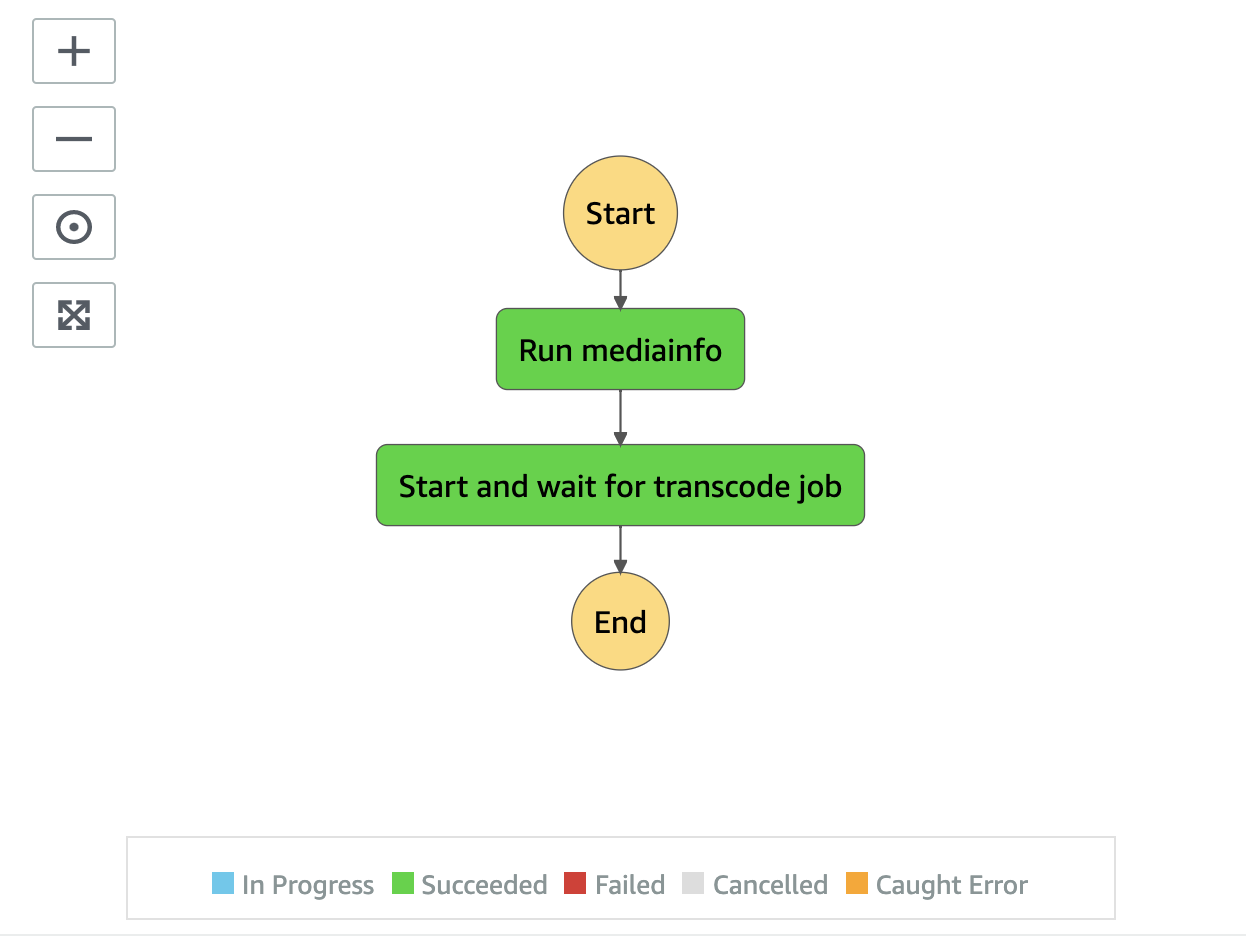 Start
Run mediainfo
Start and wait for transcode job
End
In Progress Succeeded Failed Cancelled Caught Error